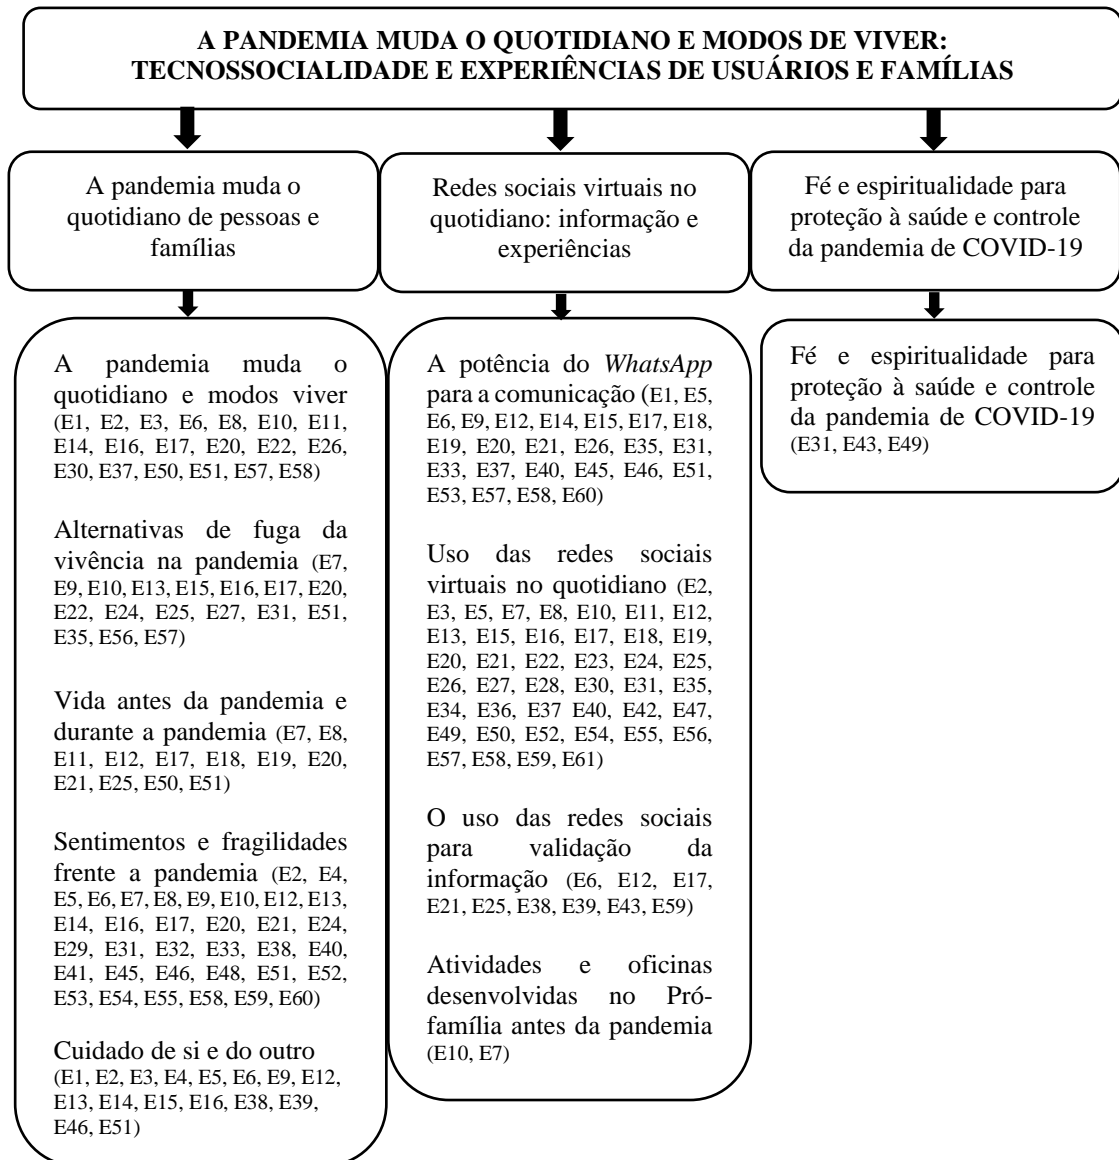 A PANDEMIA MUDA O QUOTIDIANO E MODOS DE VIVER:
TECNOSSOCIALIDADE E EXPERIÊNCIAS DE USUÁRIOS E FAMÍLIAS
A pandemia muda o
quotidiano de pessoas e
famílias
Redes sociais virtuais no
quotidiano: informação e
experiências
Fé e espiritualidade para
proteção à saúde e controle
da pandemia de COVID-19
A pandemia muda o
quotidiano e modos viver
(E1, E2, E3, E6, E8, E10, E11,
E14, E16, E17, E20, E22, E26,
E30, E37, E50, E51, E57, E58)
Alternativas de fuga da
vivência na pandemia (E7,
E9, E10, E13, E15, E16, E17, E20,
E22, E24, E25, E27, E31, E51,
E35, E56, E57)
Vida antes da pandemia e
durante a pandemia (E7, E8,
E11, E12, E17, E18, E19, E20,
E21, E25, E50, E51)
Sentimentos e fragilidades
frente a pandemia (E2, E4,
E5, E6, E7, E8, E9, E10, E12, E13,
E14, E16, E17, E20, E21, E24,
E29, E31, E32, E33, E38, E40,
E41, E45, E46, E48, E51, E52,
E53, E54, E55, E58, E59, E60)
Cuidado de si e do outro
(E1, E2, E3, E4, E5, E6, E9, E12,
E13, E14, E15, E16, E38, E39,
E46, E51)
A potência do WhatsApp
para a comunicação (E1, E5,
E6, E9, E12, E14, E15, E17, E18,
E19, E20, E21, E26, E35, E31,
E33, E37, E40, E45, E46, E51,
E53, E57, E58, E60)
Uso das redes sociais
virtuais no quotidiano (E2,
E3, E5, E7, E8, E10, E11, E12,
E13, E15, E16, E17, E18, E19,
E20, E21, E22, E23, E24, E25,
E26, E27, E28, E30, E31, E35,
E34, E36, E37 E40, E42, E47,
E49, E50, E52, E54, E55, E56,
E57, E58, E59, E61)
O uso das redes sociais
para validação da
informação (E6, E12, E17,
E21, E25, E38, E39, E43, E59)
Atividades e oficinas
desenvolvidas no Pró-
família antes da pandemia
(E10, E7)
Fé e espiritualidade para
proteção à saúde e controle
da pandemia de COVID-19
(E31, E43, E49)